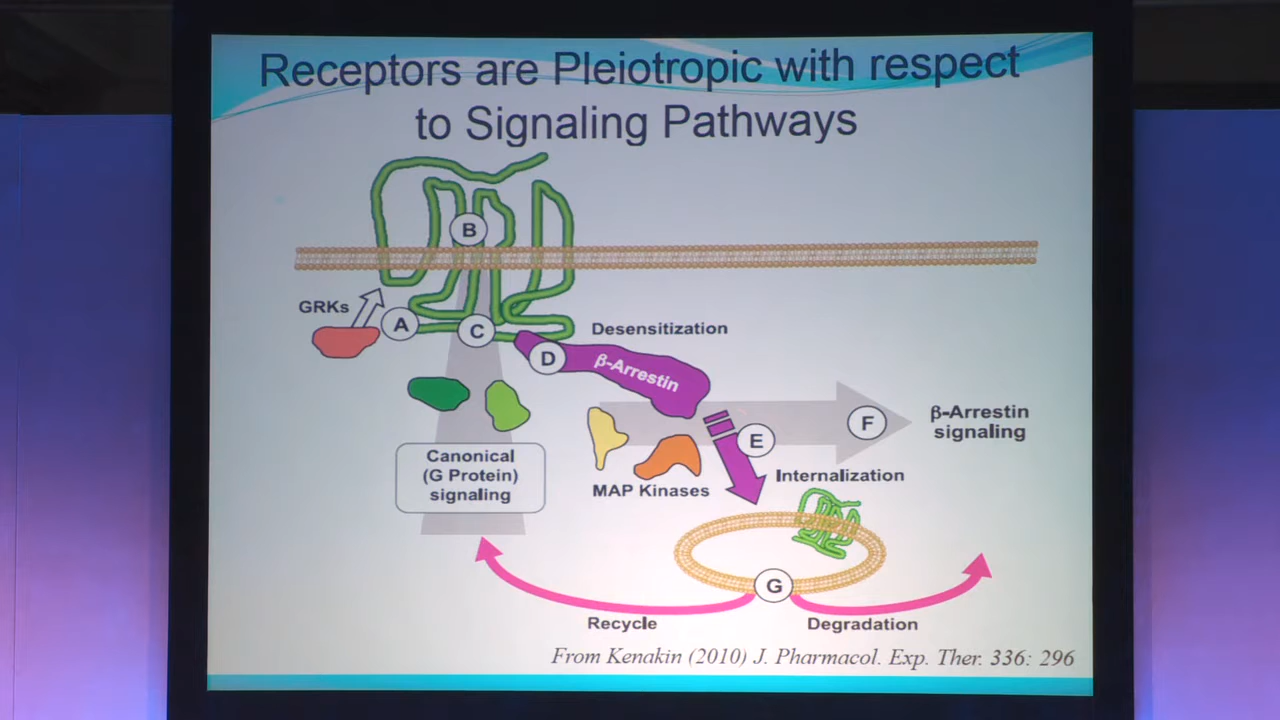 Receptors are Pleiotropic with respect
to Signaling Pathways
B
GRKs
A
C
Desensitization
D
β-Arrestin
Canonical
(G Protein)
signaling
MAP Kinases
E
F
β-Arrestin
signaling
Internalization
G
Recycle
Degradation
From Kenakin (2010) J. Pharmacol. Exp. Ther. 336: 296